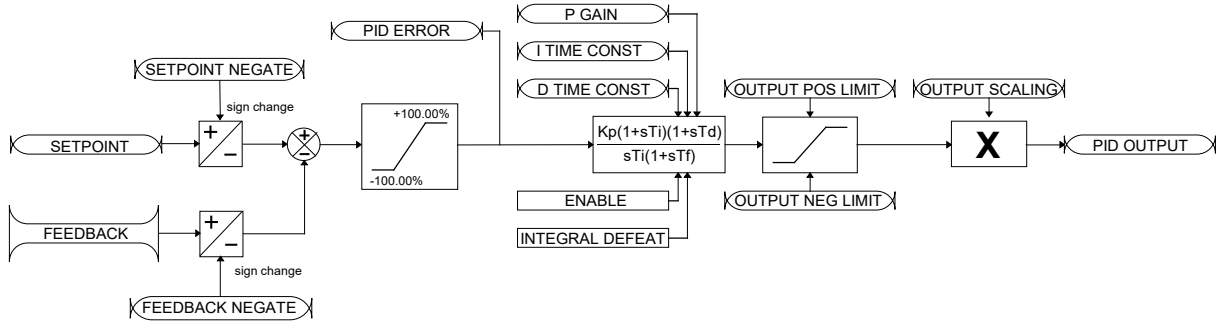 P GAIN
PID ERROR
I TIME CONST
SETPOINT NEGATE
D TIME CONST
OUTPUT POS LIMIT
OUTPUT SCALING
sign change
+100.00%
-100.00%
SETPOINT
+
-
+
-
Kp(1+sTi)(1+sTd)
sTi(1+sTf)
X
PID OUTPUT
ENABLE
OUTPUT NEG LIMIT
FEEDBACK
+
-
INTEGRAL DEFEAT
sign change
FEEDBACK NEGATE